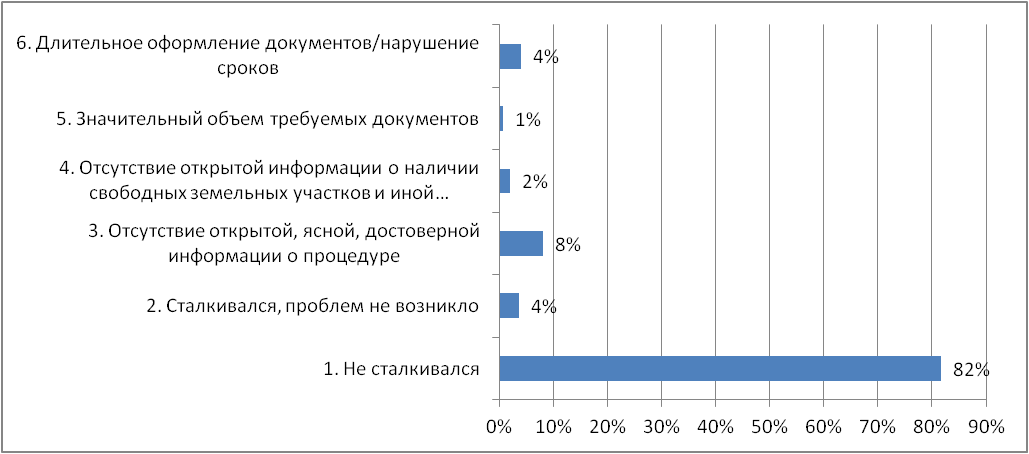 6. Длительное оформление документов/нарушение
сроков
4%
5. Значительный объем требуемых документов
1%
4. Отсутствие открытой информации о наличии
свободных земельных участков и иной...
2%
3. Отсутствие открытой, ясной, достоверной
информации о процедуре
8%
2. Сталкивался, проблем не возникло
4%
1. Не сталкивался
82%
0% 10% 20% 30% 40% 50% 60% 70% 80% 90%